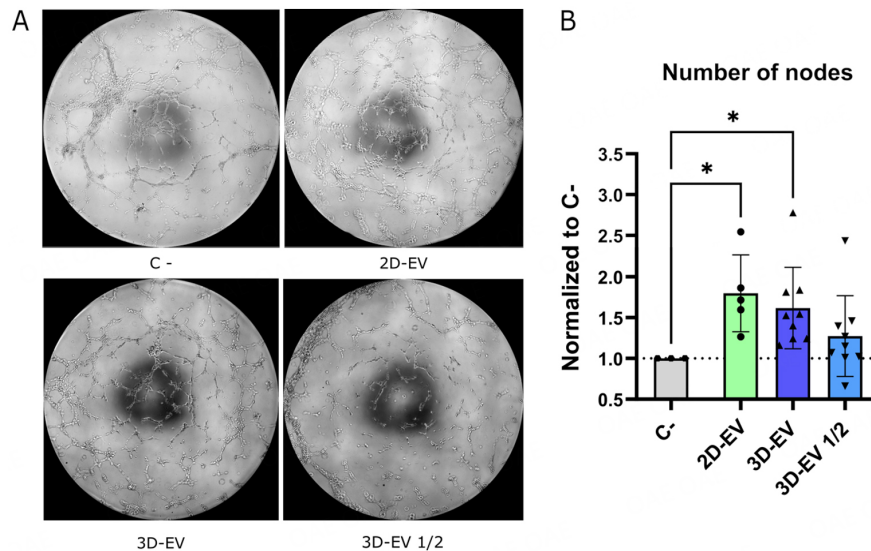 A
C -
2D-EV
3D-EV
3D-EV 1/2
B
Number of nodes
*
*
Normalized to C-
3.5
3.0
2.5
2.0
1.5
1.0
0.5
C-
2D-EV
3D-EV
3D-EV 1/2